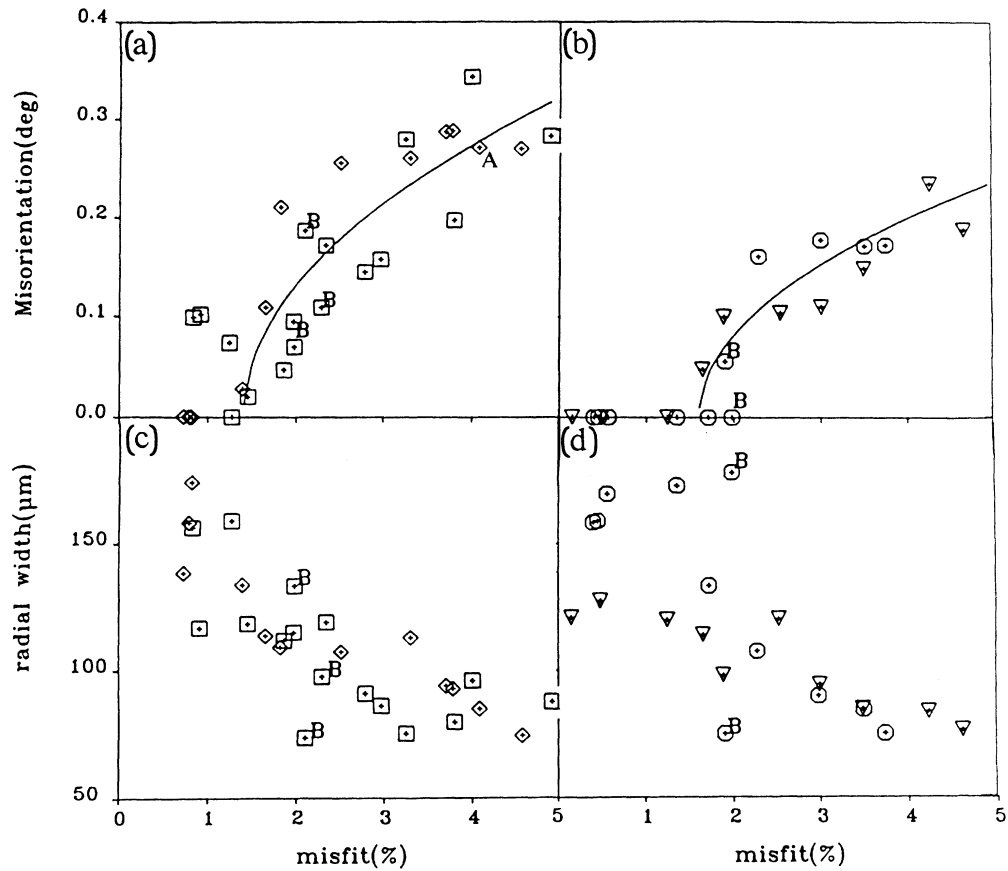 (a)
(b)
0.4
0.3
0.2
0.1
0.0
Misorientation(deg)
A
B
B
B
B
B
(c)
(d)
150
100
50
radial width(μm)
B
B
B
B
B
0 1 2 3 4 5
1 2 3 4 5
misfit(%)
misfit(%)